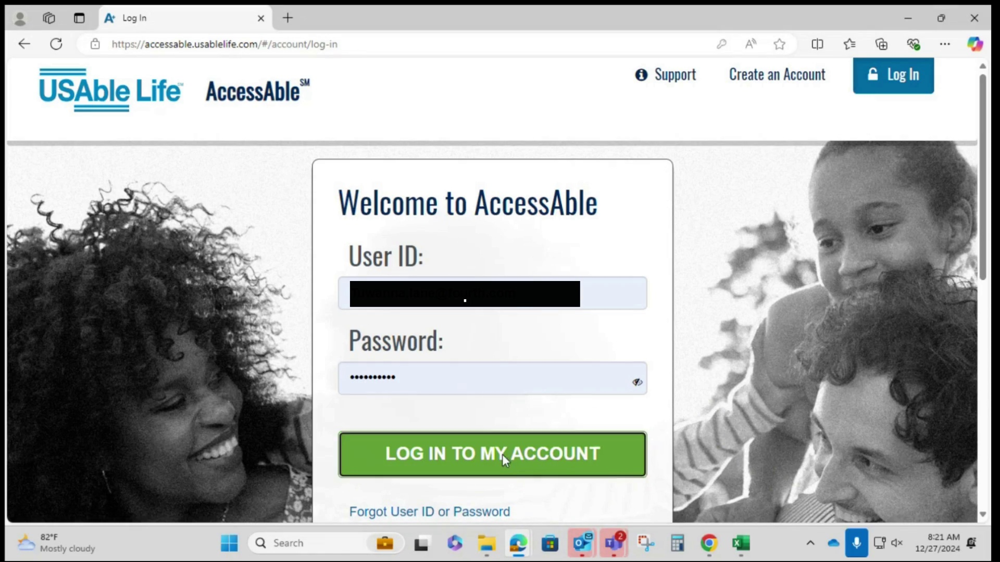 Log In
https://accessable.usablelife.com/#/account/log-in
USAble Life℠ AccessAble℠
Support Create an Account Log In
Welcome to AccessAble
User ID:
Password:
••••••••••
LOG IN TO MY ACCOUNT
Forgot User ID or Password
82°F
Mostly cloudy
Search
2
8:21 AM
12/27/2024